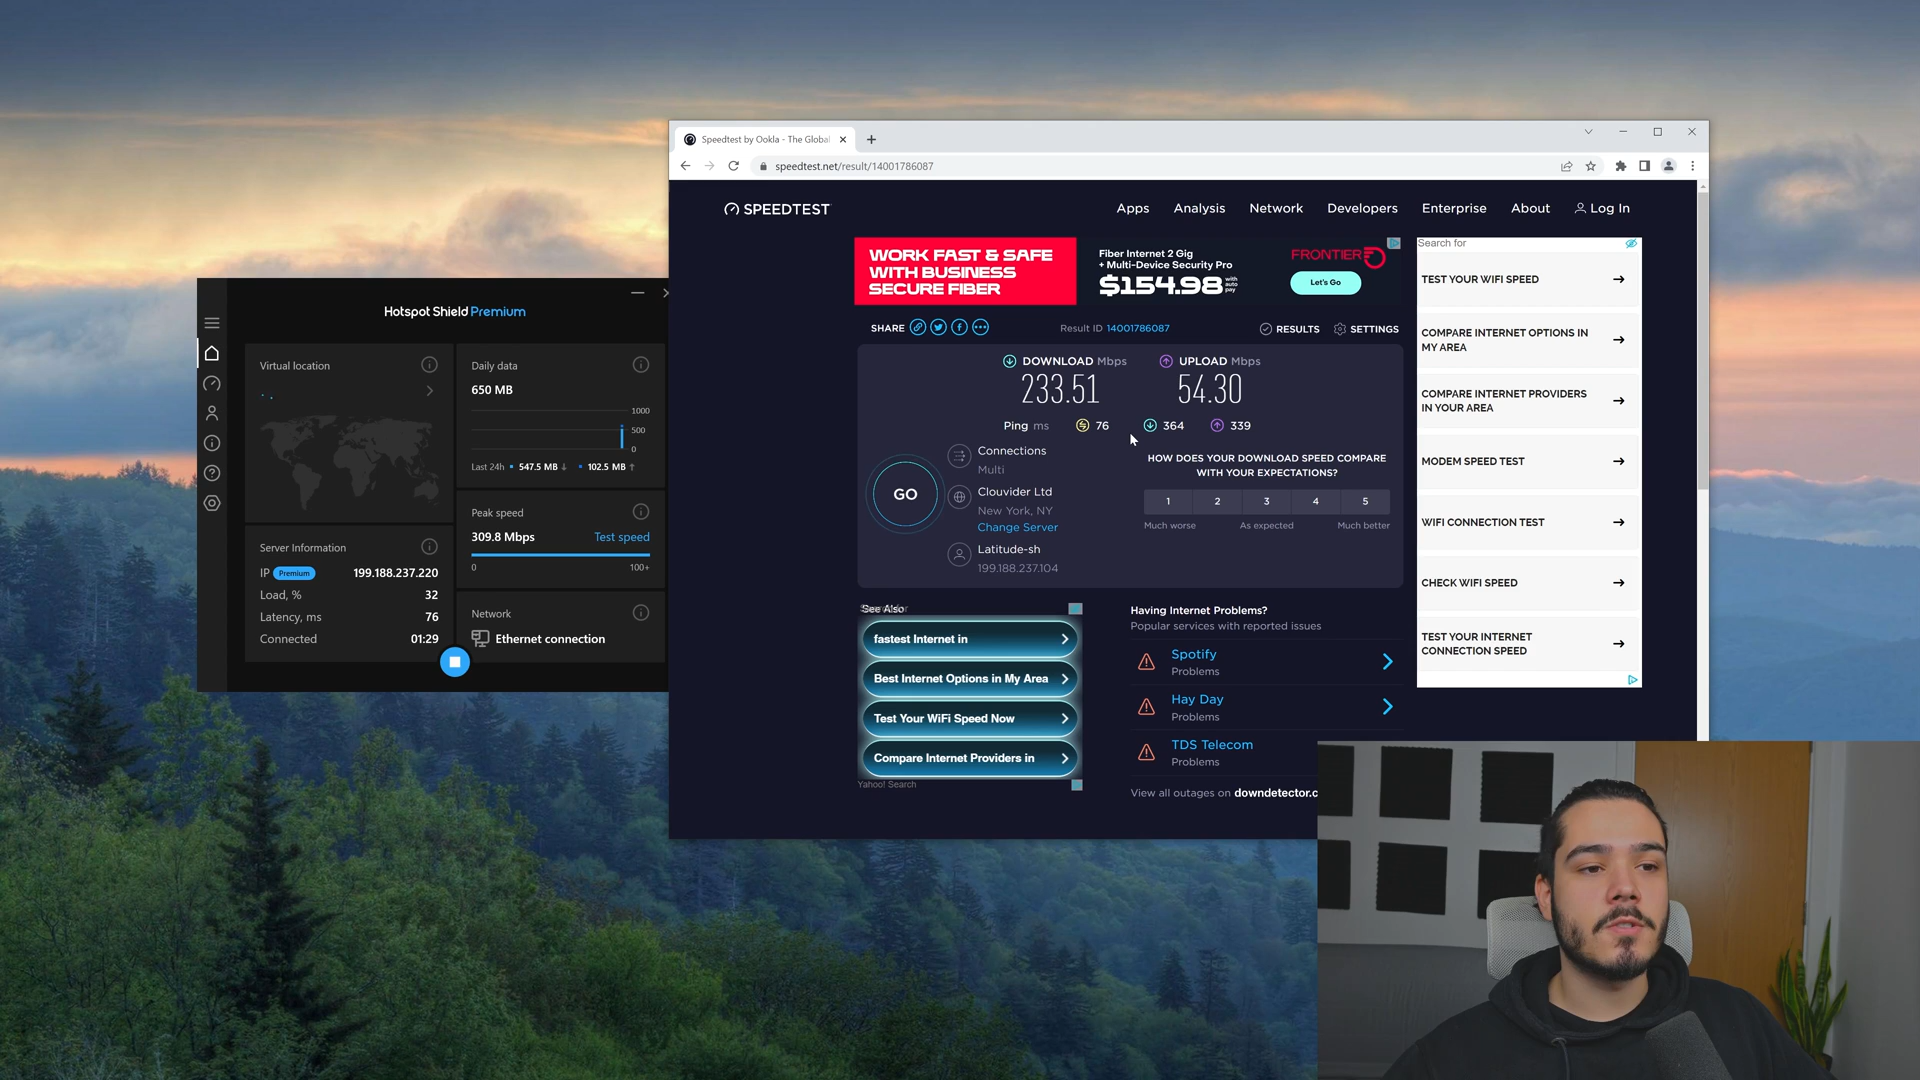 Speedtest by Ookla - The Global
speedtest.net/result/14001786087
SPEEDTEST
Apps
Analysis
Network
Developers
Enterprise
About
Log In
WORK FAST & SAFE
WITH BUSINESS
SECURE FIBER
Fiber Internet 2 Gig
+ Multi-Device Security Pro
$154.98 with auto pay
FRONTIER
Let's Go
SHARE
Result ID 14001786087
RESULTS
SETTINGS
DOWNLOAD Mbps
233.51
UPLOAD Mbps
54.30
Ping ms
76
364
339
GO
Connections
Multi
Clouvider Ltd
New York, NY
Change Server
Latitude-sh
199.188.237.104
HOW DOES YOUR DOWNLOAD SPEED COMPARE
WITH YOUR EXPECTATIONS?
1
2
3
4
5
Much worse
As expected
Much better
See Also
fastest Internet in
Best Internet Options in My Area
Test Your WiFi Speed Now
Compare Internet Providers in
Yahoo! Search
Having Internet Problems?
Popular services with reported issues
Spotify
Problems
Hay Day
Problems
TDS Telecom
Problems
View all outages on downdetector.c
Search for
TEST YOUR WIFI SPEED
COMPARE INTERNET OPTIONS IN
MY AREA
COMPARE INTERNET PROVIDERS
IN YOUR AREA
MODEM SPEED TEST
WIFI CONNECTION TEST
CHECK WIFI SPEED
TEST YOUR INTERNET
CONNECTION SPEED
Hotspot Shield Premium
Virtual location
Server Information
IP Premium 199.188.237.220
Load, % 32
Latency, ms 76
Connected 01:29
Daily data
650 MB
1000
500
0
Last 24h 547.5 MB ↓ 102.5 MB ↑
Peak speed
309.8 Mbps
Test speed
0
100+
Network
Ethernet connection